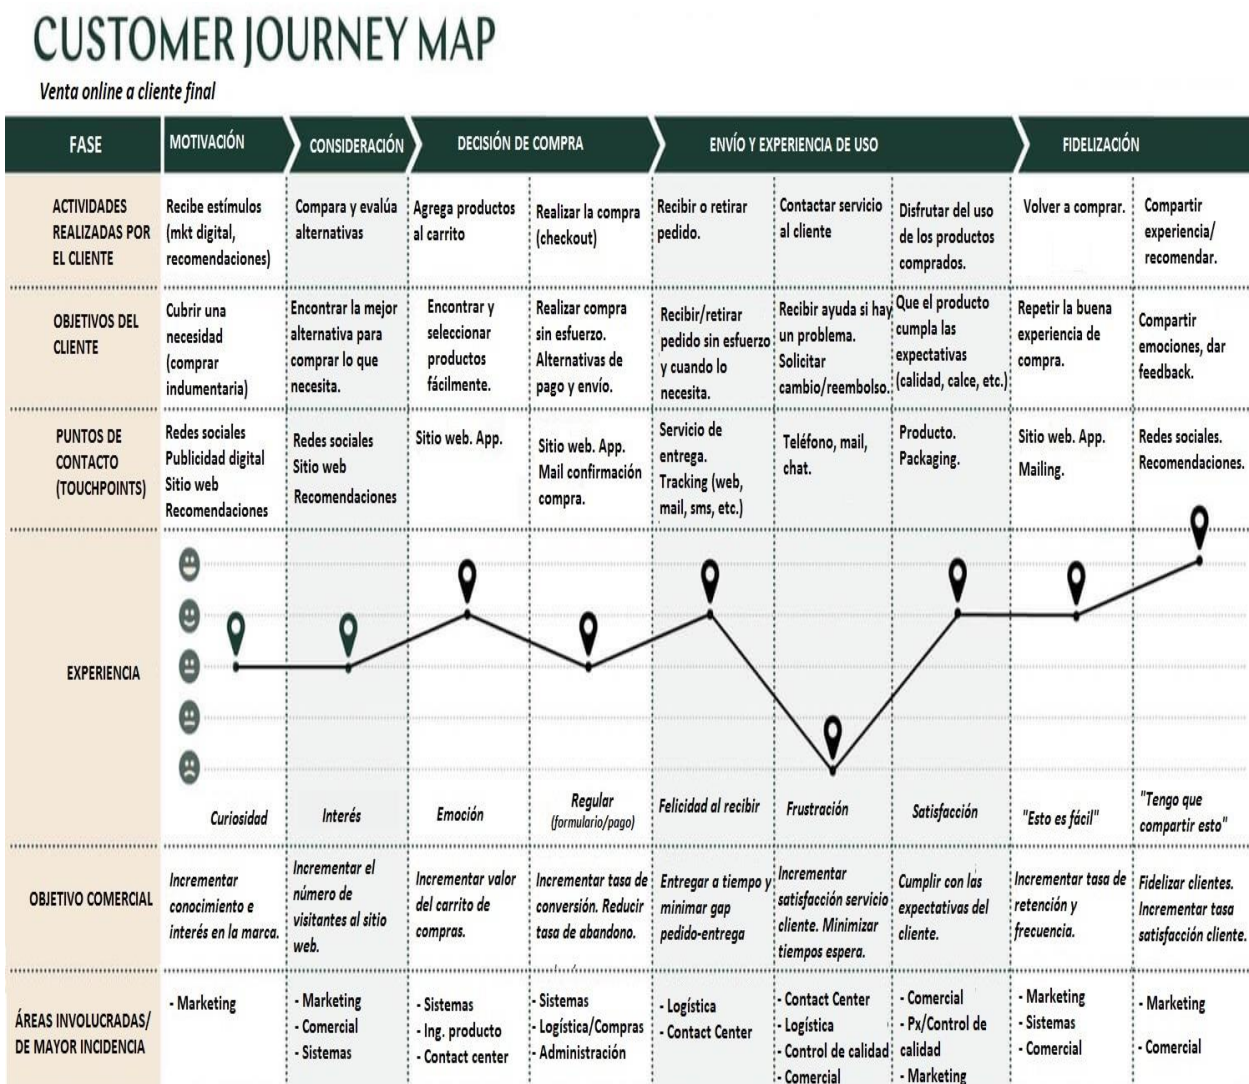 CUSTOMER JOURNEY MAP
Venta online a cliente final
FASE
MOTIVACIÓN
CONSIDERACIÓN
DECISIÓN DE COMPRA
ENVÍO Y EXPERIENCIA DE USO
FIDELIZACIÓN
ACTIVIDADES
REALIZADAS POR
EL CLIENTE
Recibe estímulos
(mkt digital,
recomendaciones)
Compara y evalúa
alternativas
Agrega productos
al carrito
Realizar la compra
(checkout)
Recibir o retirar
pedido.
Contactar servicio
al cliente
Disfrutar del uso
de los productos
comprados.
Volver a comprar.
Compartir
experiencia/
recomendar.
OBJETIVOS DEL
CLIENTE
Cubrir una
necesidad
(comprar
indumentaria)
Encontrar la mejor
alternativa para
comprar lo que
necesita.
Encontrar y
seleccionar
productos
fácilmente.
Realizar compra
sin esfuerzo.
Alternativas de
pago y envío.
Recibir/retirar
pedido sin esfuerzo
y cuando lo
necesita.
Recibir ayuda si hay
un problema.
Solicitar
cambio/reembolso.
Que el producto
cumpla las
expectativas
(calidad, calce, etc.)
Repetir la buena
experiencia de
compra.
Compartir
emociones, dar
feedback.
PUNTOS DE
CONTACTO
(TOUCHPOINTS)
Redes sociales
Publicidad digital
Sitio web
Recomendaciones
Redes sociales
Sitio web
Recomendaciones
Sitio web. App.
Sitio web. App.
Mail confirmación
compra.
Servicio de
entrega.
Tracking (web,
mail, sms, etc.)
Teléfono, mail,
chat.
Producto.
Packaging.
Sitio web. App.
Mailing.
Redes sociales.
Recomendaciones.
EXPERIENCIA
Curiosidad
Interés
Emoción
Regular
(formulario/pago)
Felicidad al recibir
Frustración
Satisfacción
"Esto es fácil"
"Tengo que
compartir esto"
OBJETIVO COMERCIAL
Incrementar
conocimiento e
interés en la marca.
Incrementar el
número de
visitantes al sitio
web.
Incrementar valor
del carrito de
compras.
Incrementar tasa de
conversión. Reducir
tasa de abandono.
Entregar a tiempo y
minimar gap
pedido-entrega
Incrementar
satisfacción servicio
cliente. Minimizar
tiempos espera.
Cumplir con las
expectativas del
cliente.
Incrementar tasa de
retención y
frecuencia.
Fidelizar clientes.
Incrementar tasa
satisfacción cliente.
ÁREAS INVOLUCRADAS/
DE MAYOR INCIDENCIA
- Marketing
- Marketing
- Comercial
- Sistemas
- Sistemas
- Ing. producto
- Contact center
- Sistemas
- Logística/Compras
- Administración
- Logística
- Contact Center
- Contact Center
- Logística
- Control de calidad
- Comercial
- Comercial
- Px/Control de
calidad
- Marketing
- Marketing
- Sistemas
- Comercial
- Marketing
- Comercial